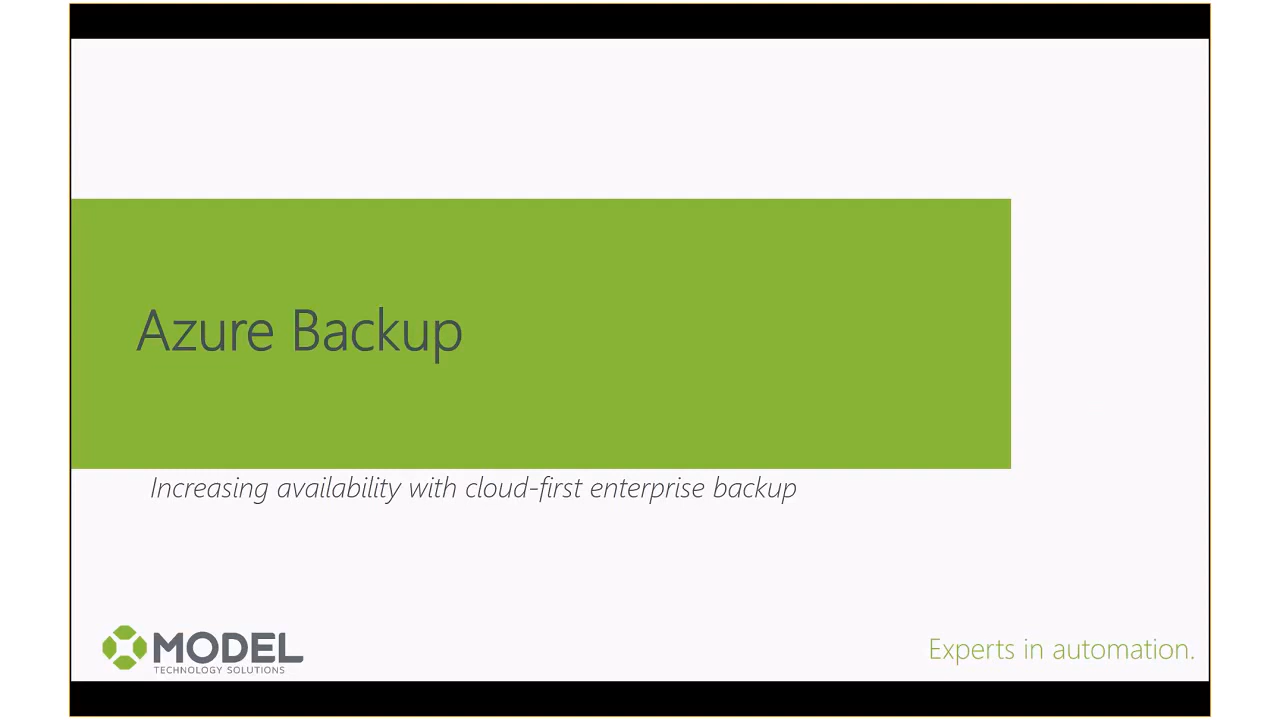 Azure Backup
Increasing availability with cloud-first enterprise backup
MODEL
TECHNOLOGY SOLUTIONS
Experts in automation.